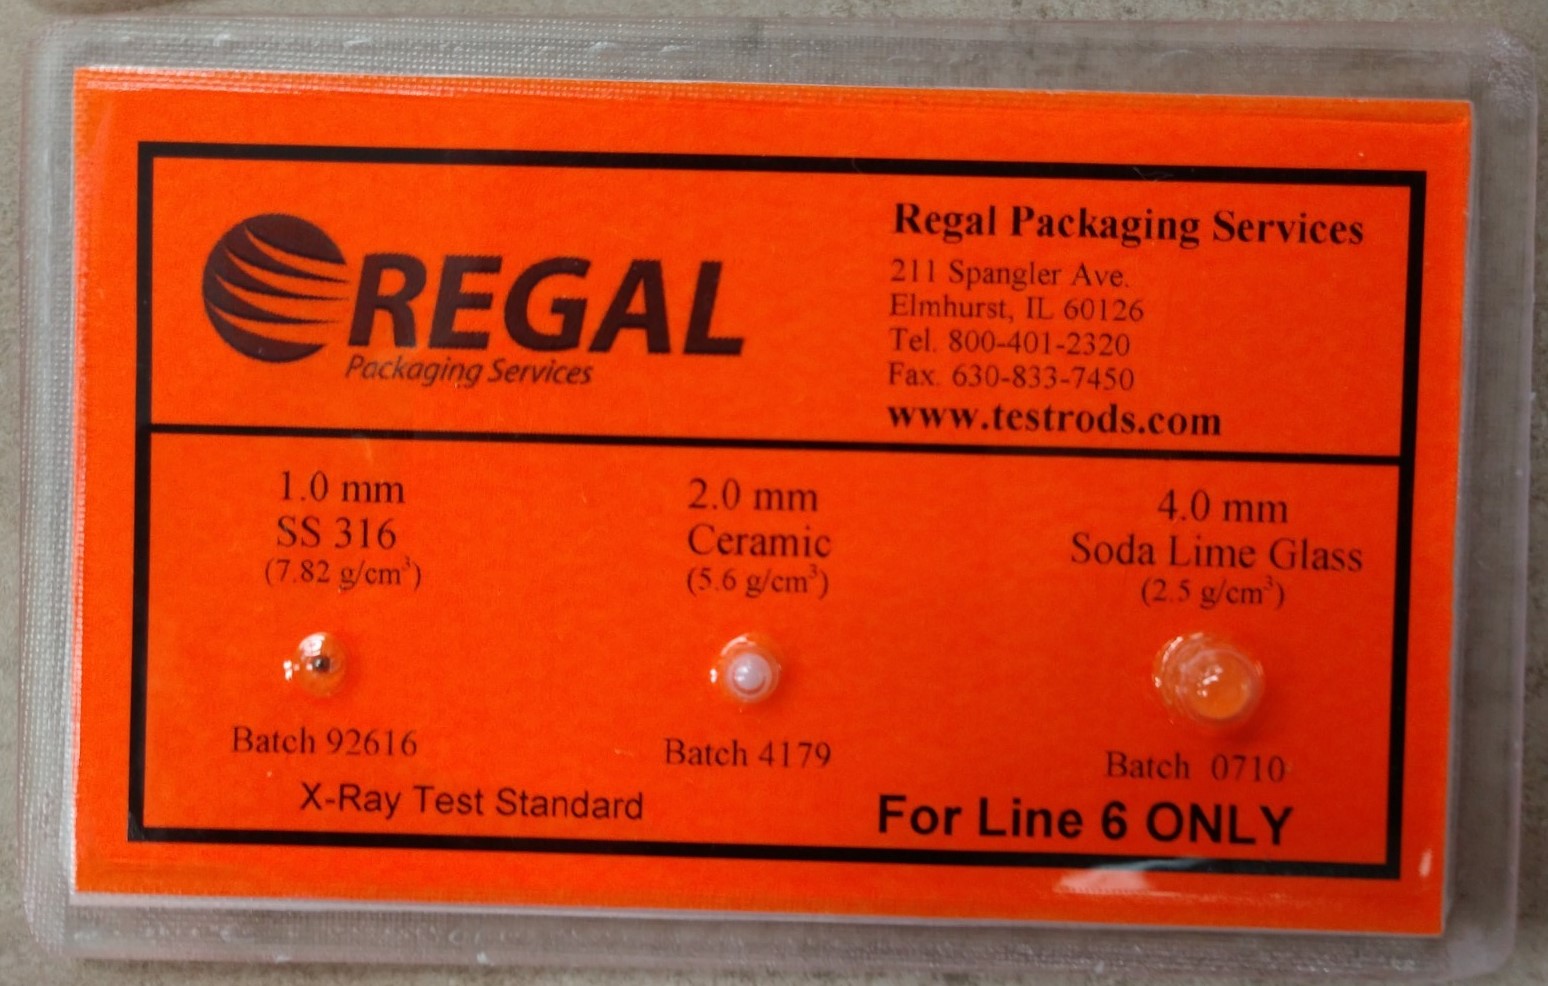 REGAL
Packaging Services
Regal Packaging Services
211 Spangler Ave.
Elmhurst, IL 60126
Tel. 800-401-2320
Fax. 630-833-7450
www.testrods.com
1.0 mm
SS 316
(7.82 g/cm³)
Batch 92616
2.0 mm
Ceramic
(5.6 g/cm³)
Batch 4179
4.0 mm
Soda Lime Glass
(2.5 g/cm³)
Batch 0710
X-Ray Test Standard
For Line 6 ONLY